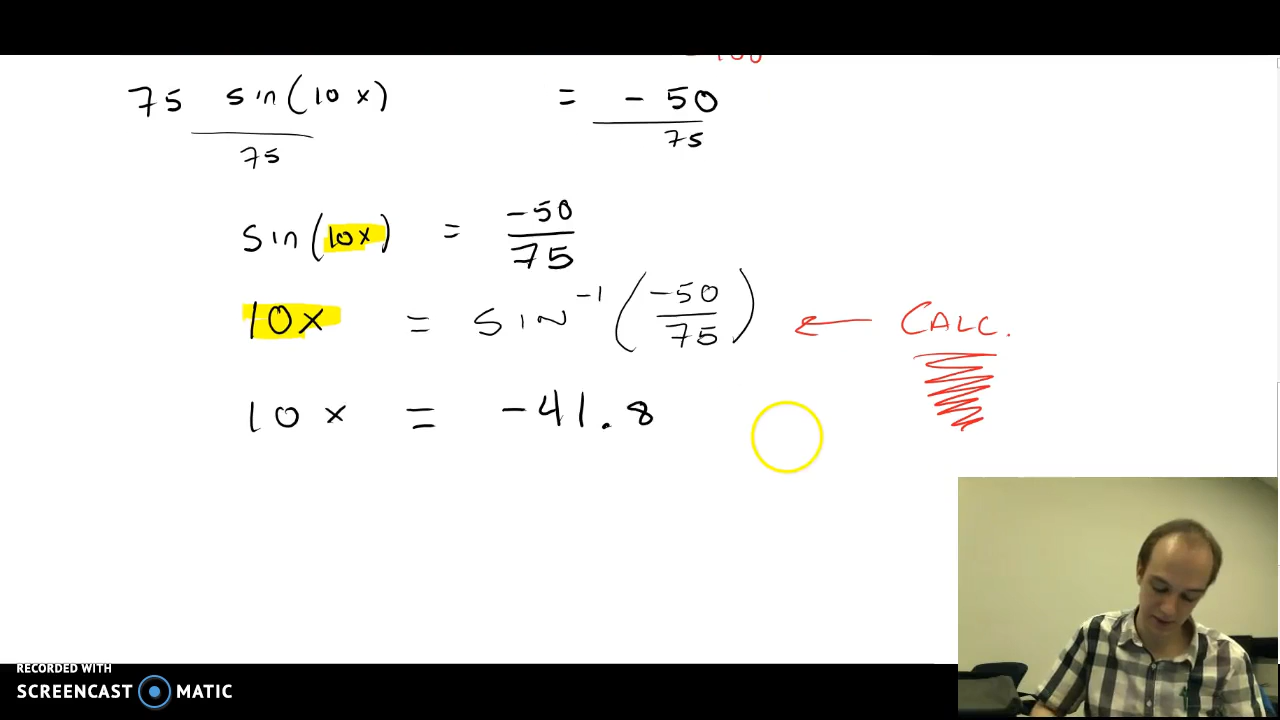 - 100
75 sin(10x) = - 50
75 75
sin(10x) = -50
75
10x = SIN⁻¹(-50
75) ← CALC.
10x = -41.8
RECORDED WITH
SCREENCAST MATIC